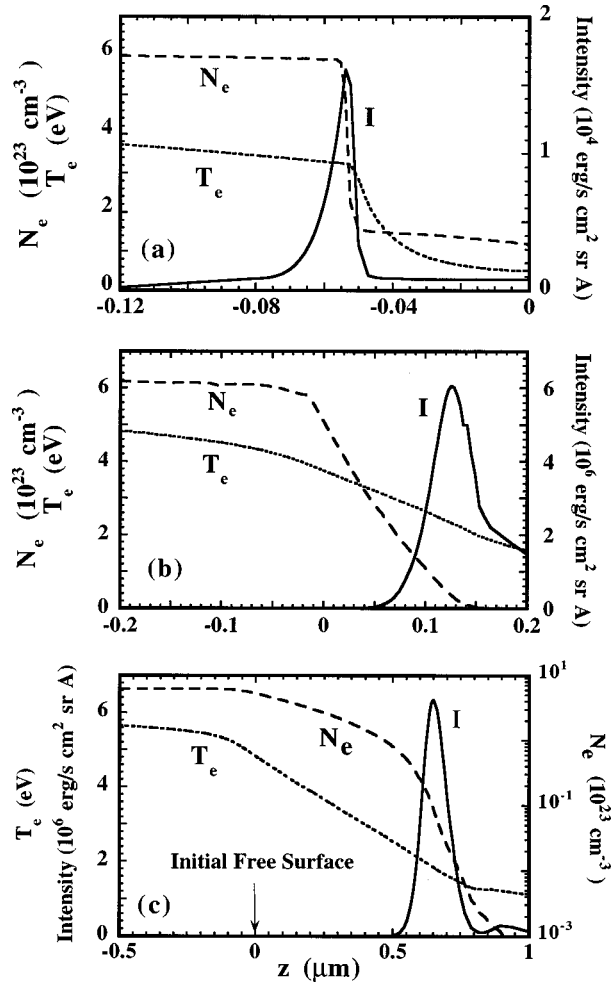 N_e (10^23 cm^-3)
T_e (eV)
6
4
2
0
N_e
T_e
I
(a)
2
1
0
Intensity (10^4 erg/s cm^2 sr A)
-0.12 -0.08 -0.04 0
N_e (10^23 cm^-3)
T_e (eV)
6
4
2
0
N_e
T_e
I
(b)
6
4
2
0
Intensity (10^6 erg/s cm^2 sr A)
-0.2 -0.1 0 0.1 0.2
T_e (eV)
Intensity (10^6 erg/s cm^2 sr A)
6
4
2
0
N_e
T_e
I
Initial Free Surface
(c)
10^1
10^-1
10^-3
N_e (10^23 cm^-3)
-0.5 0 0.5 1
z (μm)